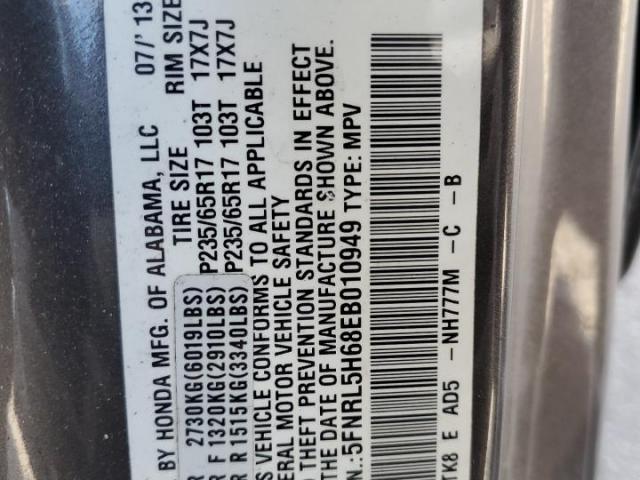 BY HONDA MFG. OF ALABAMA, LLC 07/'13
TIRE SIZE RIM SIZE
R 2730KG(6019LBS)
R F 1320KG(2910LBS) P235/65R17 103T 17X7J
R R 1515KG(3340LBS) P235/65R17 103T 17X7J
S VEHICLE CONFORMS TO ALL APPLICABLE
ERAL MOTOR VEHICLE SAFETY
THEFT PREVENTION STANDARDS IN EFFECT
THE DATE OF MANUFACTURE SHOWN ABOVE.
N:5FNRL5H68EB010949 TYPE: MPV
TK8 E AD5 -NH777M -C -B